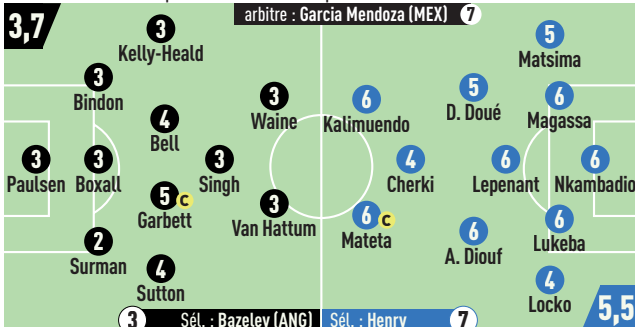 arbitre : Garcia Mendoza (MEX) 7
3,7
3
Kelly-Heald
5
Matsima
3
Bindon
3
Waine
6
Kalimuendo
5
D. Doué
6
Magassa
4
Bell
3
Paulsen
3
Boxall
3
Singh
4
Cherki
6
Lepenant
6
Nkambadio
5 C
Garbett
3
Van Hattum
6 C
Mateta
6
A. Diouf
6
Lukeba
2
Surman
4
Sutton
4
Locko
3 Sél. : Bazeley (ANG)
Sél. : Henry 7
5,5